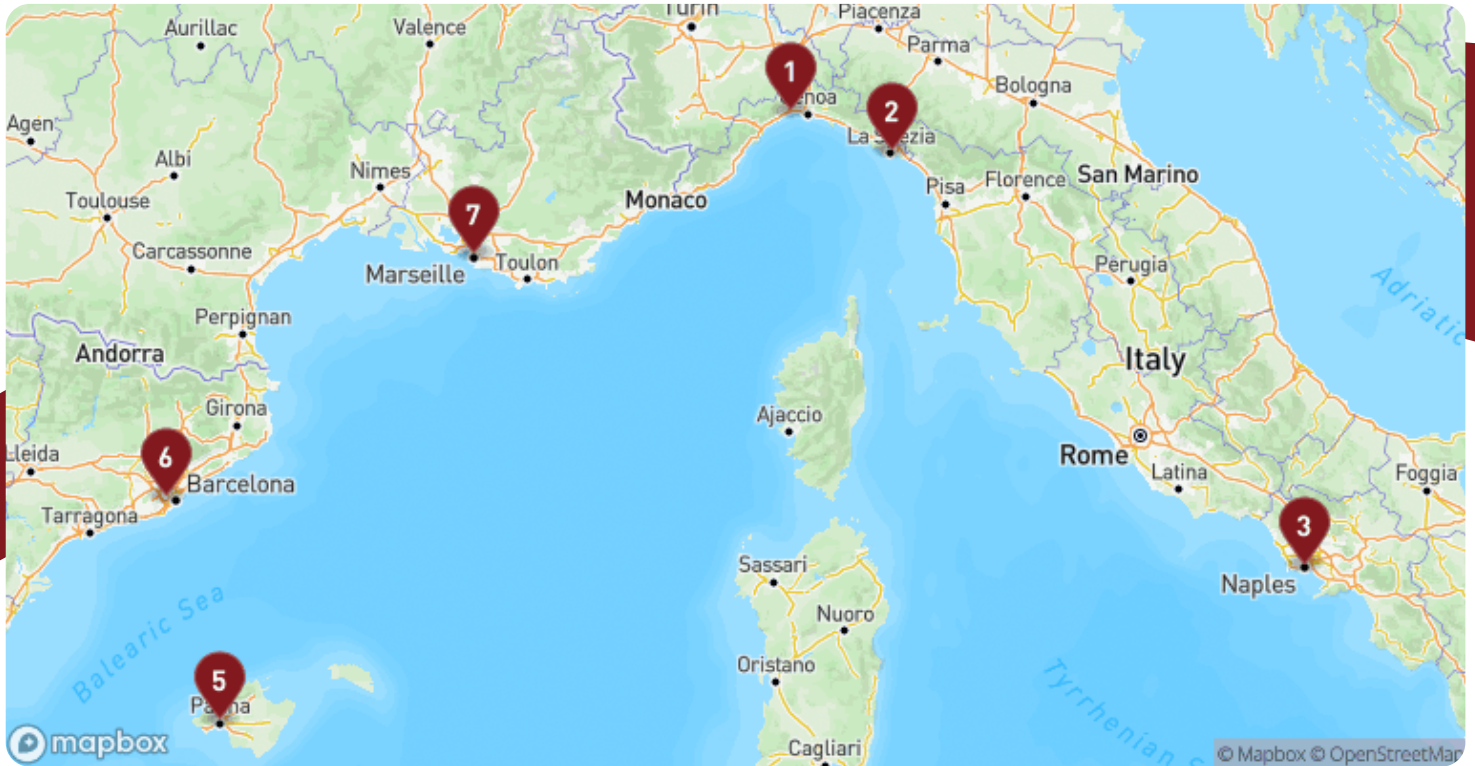 Aurillac
Valence
Turin
Piacenza
Parma
1
Genoa
Bologna
2
La Spezia
Agen
Albi
Nimes
Toulouse
Monaco
Pisa
Florence
San Marino
7
Carcassonne
Marseille
Toulon
Perugia
Adriatic
Perpignan
Andorra
Italy
Girona
Ajaccio
6
Lleida
Barcelona
Rome
Latina
Foggia
Tarragona
3
Sassari
Naples
Balearic Sea
Nuoro
Oristano
5
Palma
Tyrrhenian S
mapbox
Cagliari
© Mapbox © OpenStreetMap